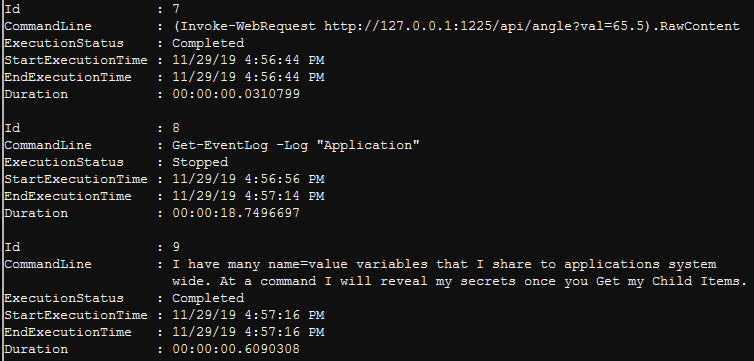 Id                 : 7
CommandLine        : (Invoke-WebRequest http://127.0.0.1:1225/api/angle?val=65.5).RawContent
ExecutionStatus    : Completed
StartExecutionTime : 11/29/19 4:56:44 PM
EndExecutionTime   : 11/29/19 4:56:44 PM
Duration           : 00:00:00.0310799

Id                 : 8
CommandLine        : Get-EventLog -Log "Application"
ExecutionStatus    : Stopped
StartExecutionTime : 11/29/19 4:56:56 PM
EndExecutionTime   : 11/29/19 4:57:14 PM
Duration           : 00:00:18.7496697

Id                 : 9
CommandLine        : I have many name=value variables that I share to applications system
                     wide. At a command I will reveal my secrets once you Get my Child Items.
ExecutionStatus    : Completed
StartExecutionTime : 11/29/19 4:57:16 PM
EndExecutionTime   : 11/29/19 4:57:16 PM
Duration           : 00:00:00.6090308